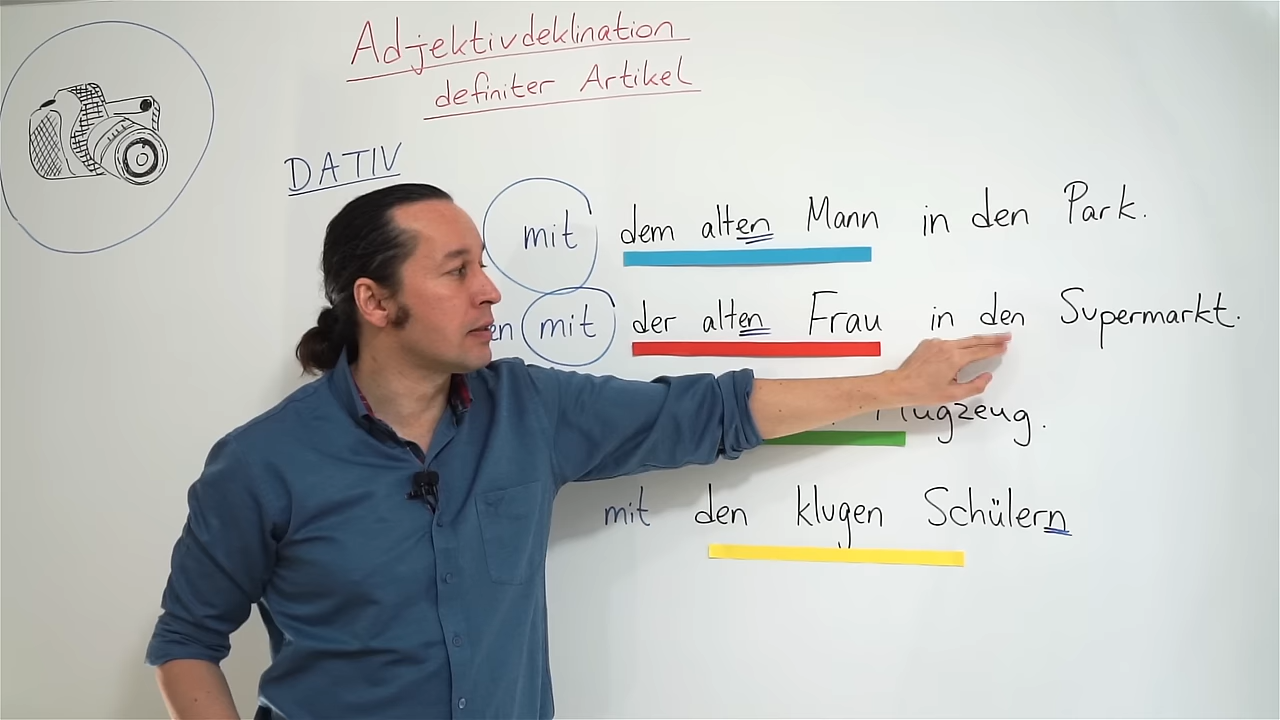 Adjektivdeklination
definiter Artikel
DATIV
mit dem alten Mann in den Park.
mit der alten Frau in den Supermarkt.
mit den klugen Schülern